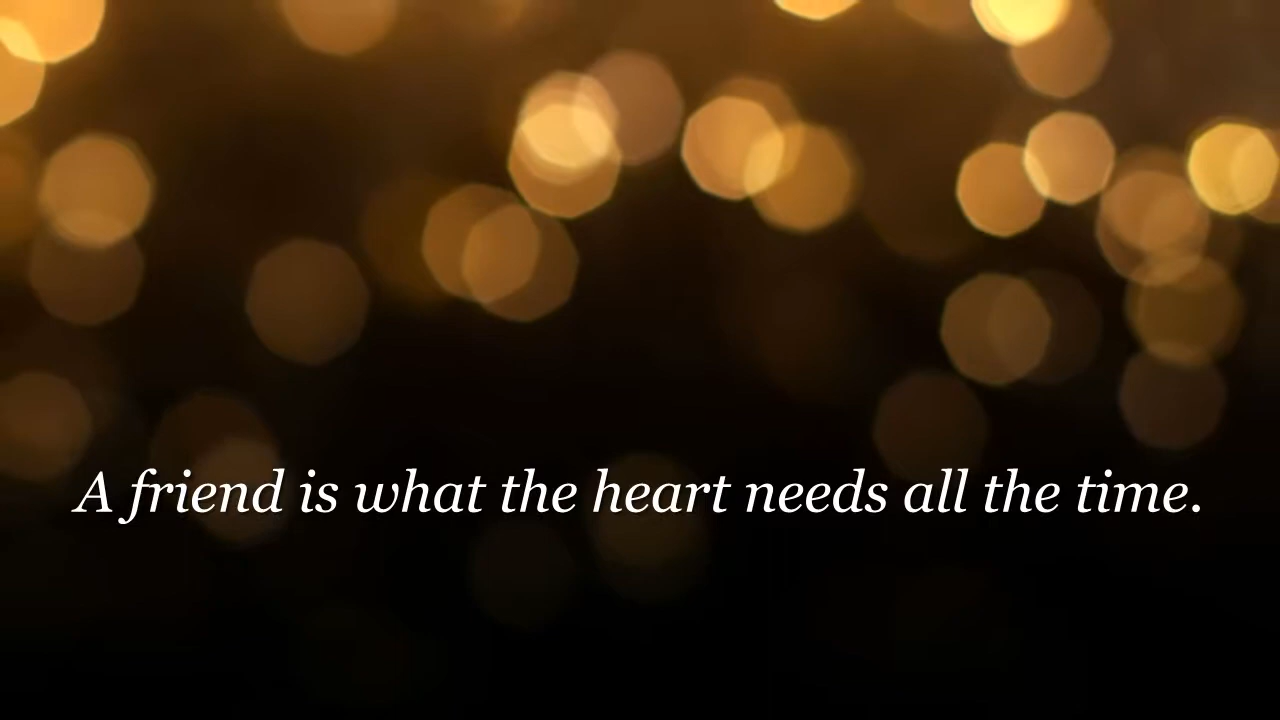 A friend is what the heart needs all the time.